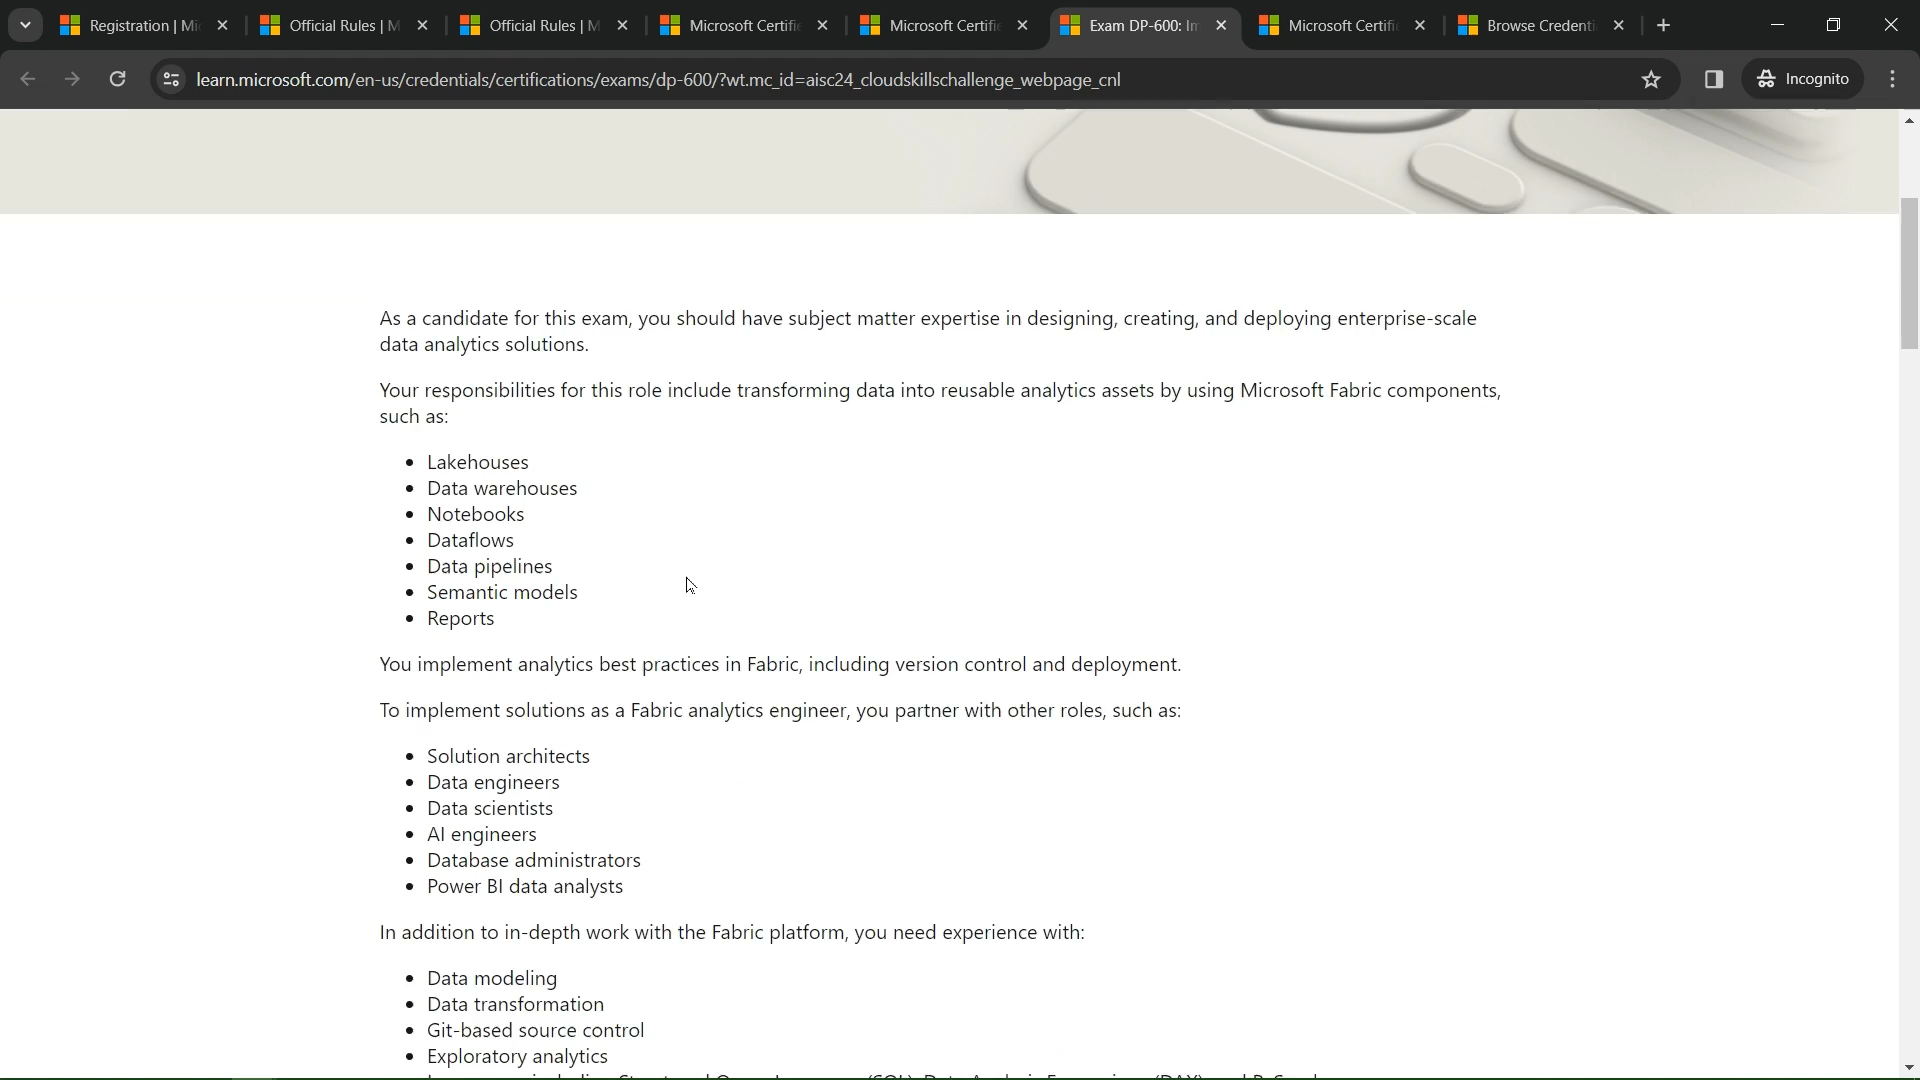 Registration | Mi
Official Rules | M
Official Rules | M
Microsoft Certifi
Microsoft Certifi
Exam DP-600: Im
Microsoft Certifi
Browse Credenti
learn.microsoft.com/en-us/credentials/certifications/exams/dp-600/?wt.mc_id=aisc24_cloudskillschallenge_webpage_cnl
Incognito
As a candidate for this exam, you should have subject matter expertise in designing, creating, and deploying enterprise-scale
data analytics solutions.
Your responsibilities for this role include transforming data into reusable analytics assets by using Microsoft Fabric components,
such as:
• Lakehouses
• Data warehouses
• Notebooks
• Dataflows
• Data pipelines
• Semantic models
• Reports
You implement analytics best practices in Fabric, including version control and deployment.
To implement solutions as a Fabric analytics engineer, you partner with other roles, such as:
• Solution architects
• Data engineers
• Data scientists
• AI engineers
• Database administrators
• Power BI data analysts
In addition to in-depth work with the Fabric platform, you need experience with:
• Data modeling
• Data transformation
• Git-based source control
• Exploratory analytics